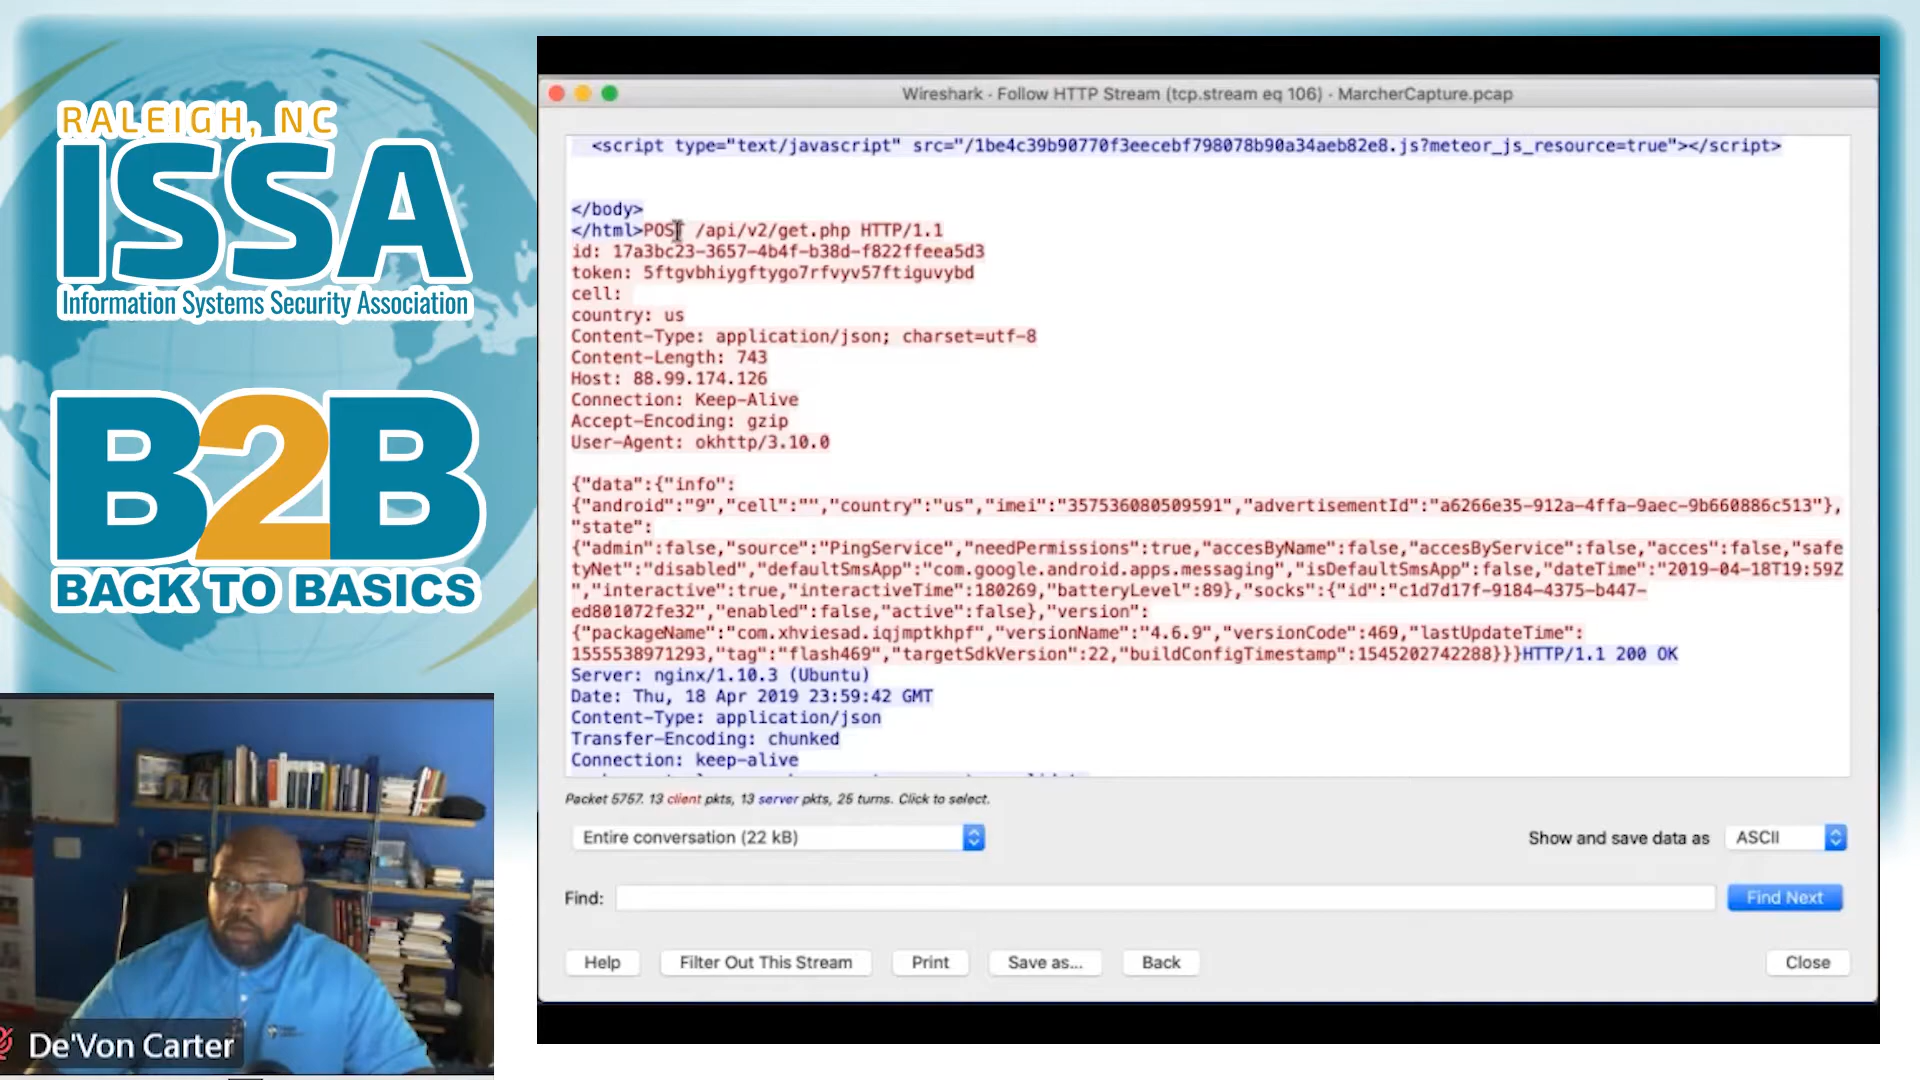 RALEIGH, NC
ISSA
Information Systems Security Association
B2B
BACK TO BASICS
De'Von Carter
Wireshark - Follow HTTP Stream (tcp.stream eq 106) - MarcherCapture.pcap
<script type="text/javascript" src="/1be4c39b90770f3eecebf798078b90a34aeb82e8.js?meteor_js_resource=true"></script>
</body>
</html>POST /api/v2/get.php HTTP/1.1
id: 17a3bc23-3657-4b4f-b38d-f822ffeea5d3
token: 5ftgvbhiygftygo7rfvyv57ftiguvybd
cell:
country: us
Content-Type: application/json; charset=utf-8
Content-Length: 743
Host: 88.99.174.126
Connection: Keep-Alive
Accept-Encoding: gzip
User-Agent: okhttp/3.10.0
{"data":{"info":
{"android":"9","cell":"","country":"us","imei":"357536080509591","advertisementId":"a6266e35-912a-4ffa-9aec-9b660886c513"},
"state":
{"admin":false,"source":"PingService","needPermissions":true,"accesByName":false,"accesByService":false,"acces":false,"safe
tyNet":"disabled","defaultSmsApp":"com.google.android.apps.messaging","isDefaultSmsApp":false,"dateTime":"2019-04-18T19:59Z
","interactive":true,"interactiveTime":180269,"batteryLevel":89},"socks":{"id":"c1d7d17f-9184-4375-b447-
ed801072fe32","enabled":false,"active":false},"version":
{"packageName":"com.xhviesad.iqjmptkhpf","versionName":"4.6.9","versionCode":469,"lastUpdateTime":
1555538971293,"tag":"flash469","targetSdkVersion":22,"buildConfigTimestamp":1545202742288}}}HTTP/1.1 200 OK
Server: nginx/1.10.3 (Ubuntu)
Date: Thu, 18 Apr 2019 23:59:42 GMT
Content-Type: application/json
Transfer-Encoding: chunked
Connection: keep-alive
Packet 5757. 13 client pkts, 13 server pkts, 25 turns. Click to select.
Entire conversation (22 kB)
Show and save data as ASCII
Find:
Find Next
Help
Filter Out This Stream
Print
Save as...
Back
Close